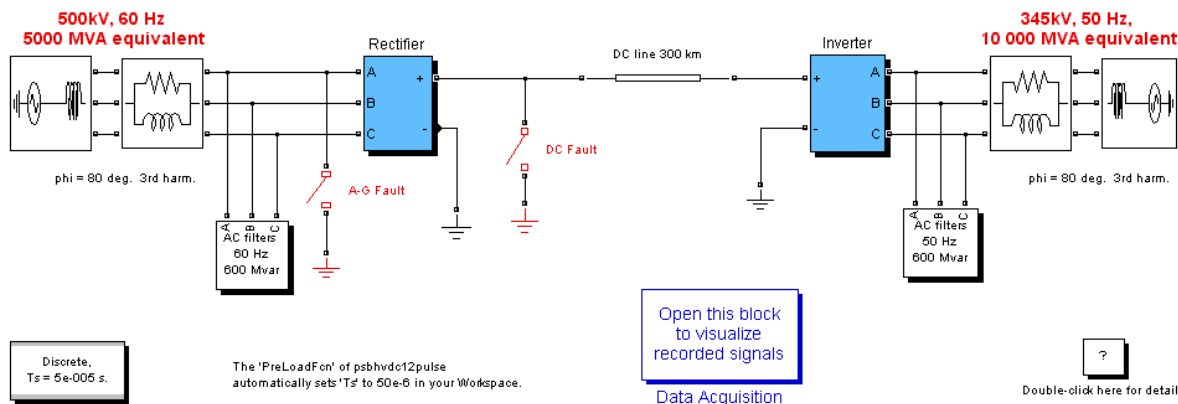 500kV, 60 Hz
5000 MVA equivalent
Rectifier
DC line 300 km
Inverter
345kV, 50 Hz,
10 000 MVA equivalent
A
+
B
C
-
+
A
B
-
C
DC Fault
A-G Fault
phi = 80 deg. 3rd harm.
phi = 80 deg. 3rd harm.
A B C
AC filters
60 Hz
600 Mvar
A B C
AC filters
50 Hz
600 Mvar
Open this block
to visualize
recorded signals
Data Acquisition
Discrete,
Ts = 5e-005 s.
The 'PreLoadFcn' of psbhvdc12pulse
automatically sets 'Ts' to 50e-6 in your Workspace.
?
Double-click here for detail